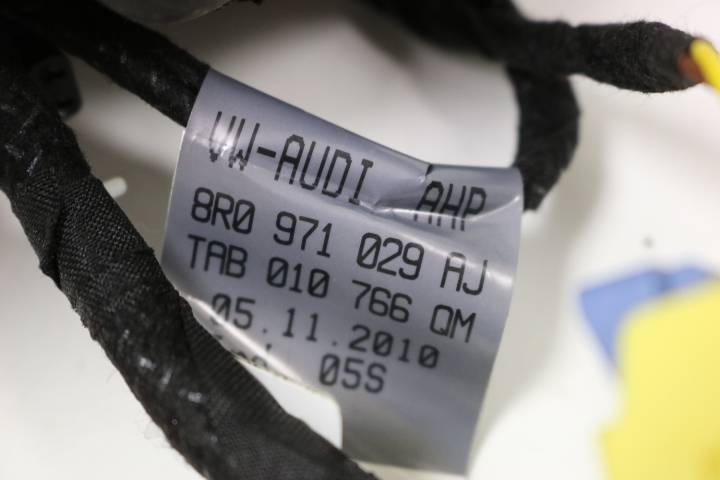 VW-AUDI AHP
8R0 971 029 AJ
TAB 010 766 QM
05.11.2010
05S